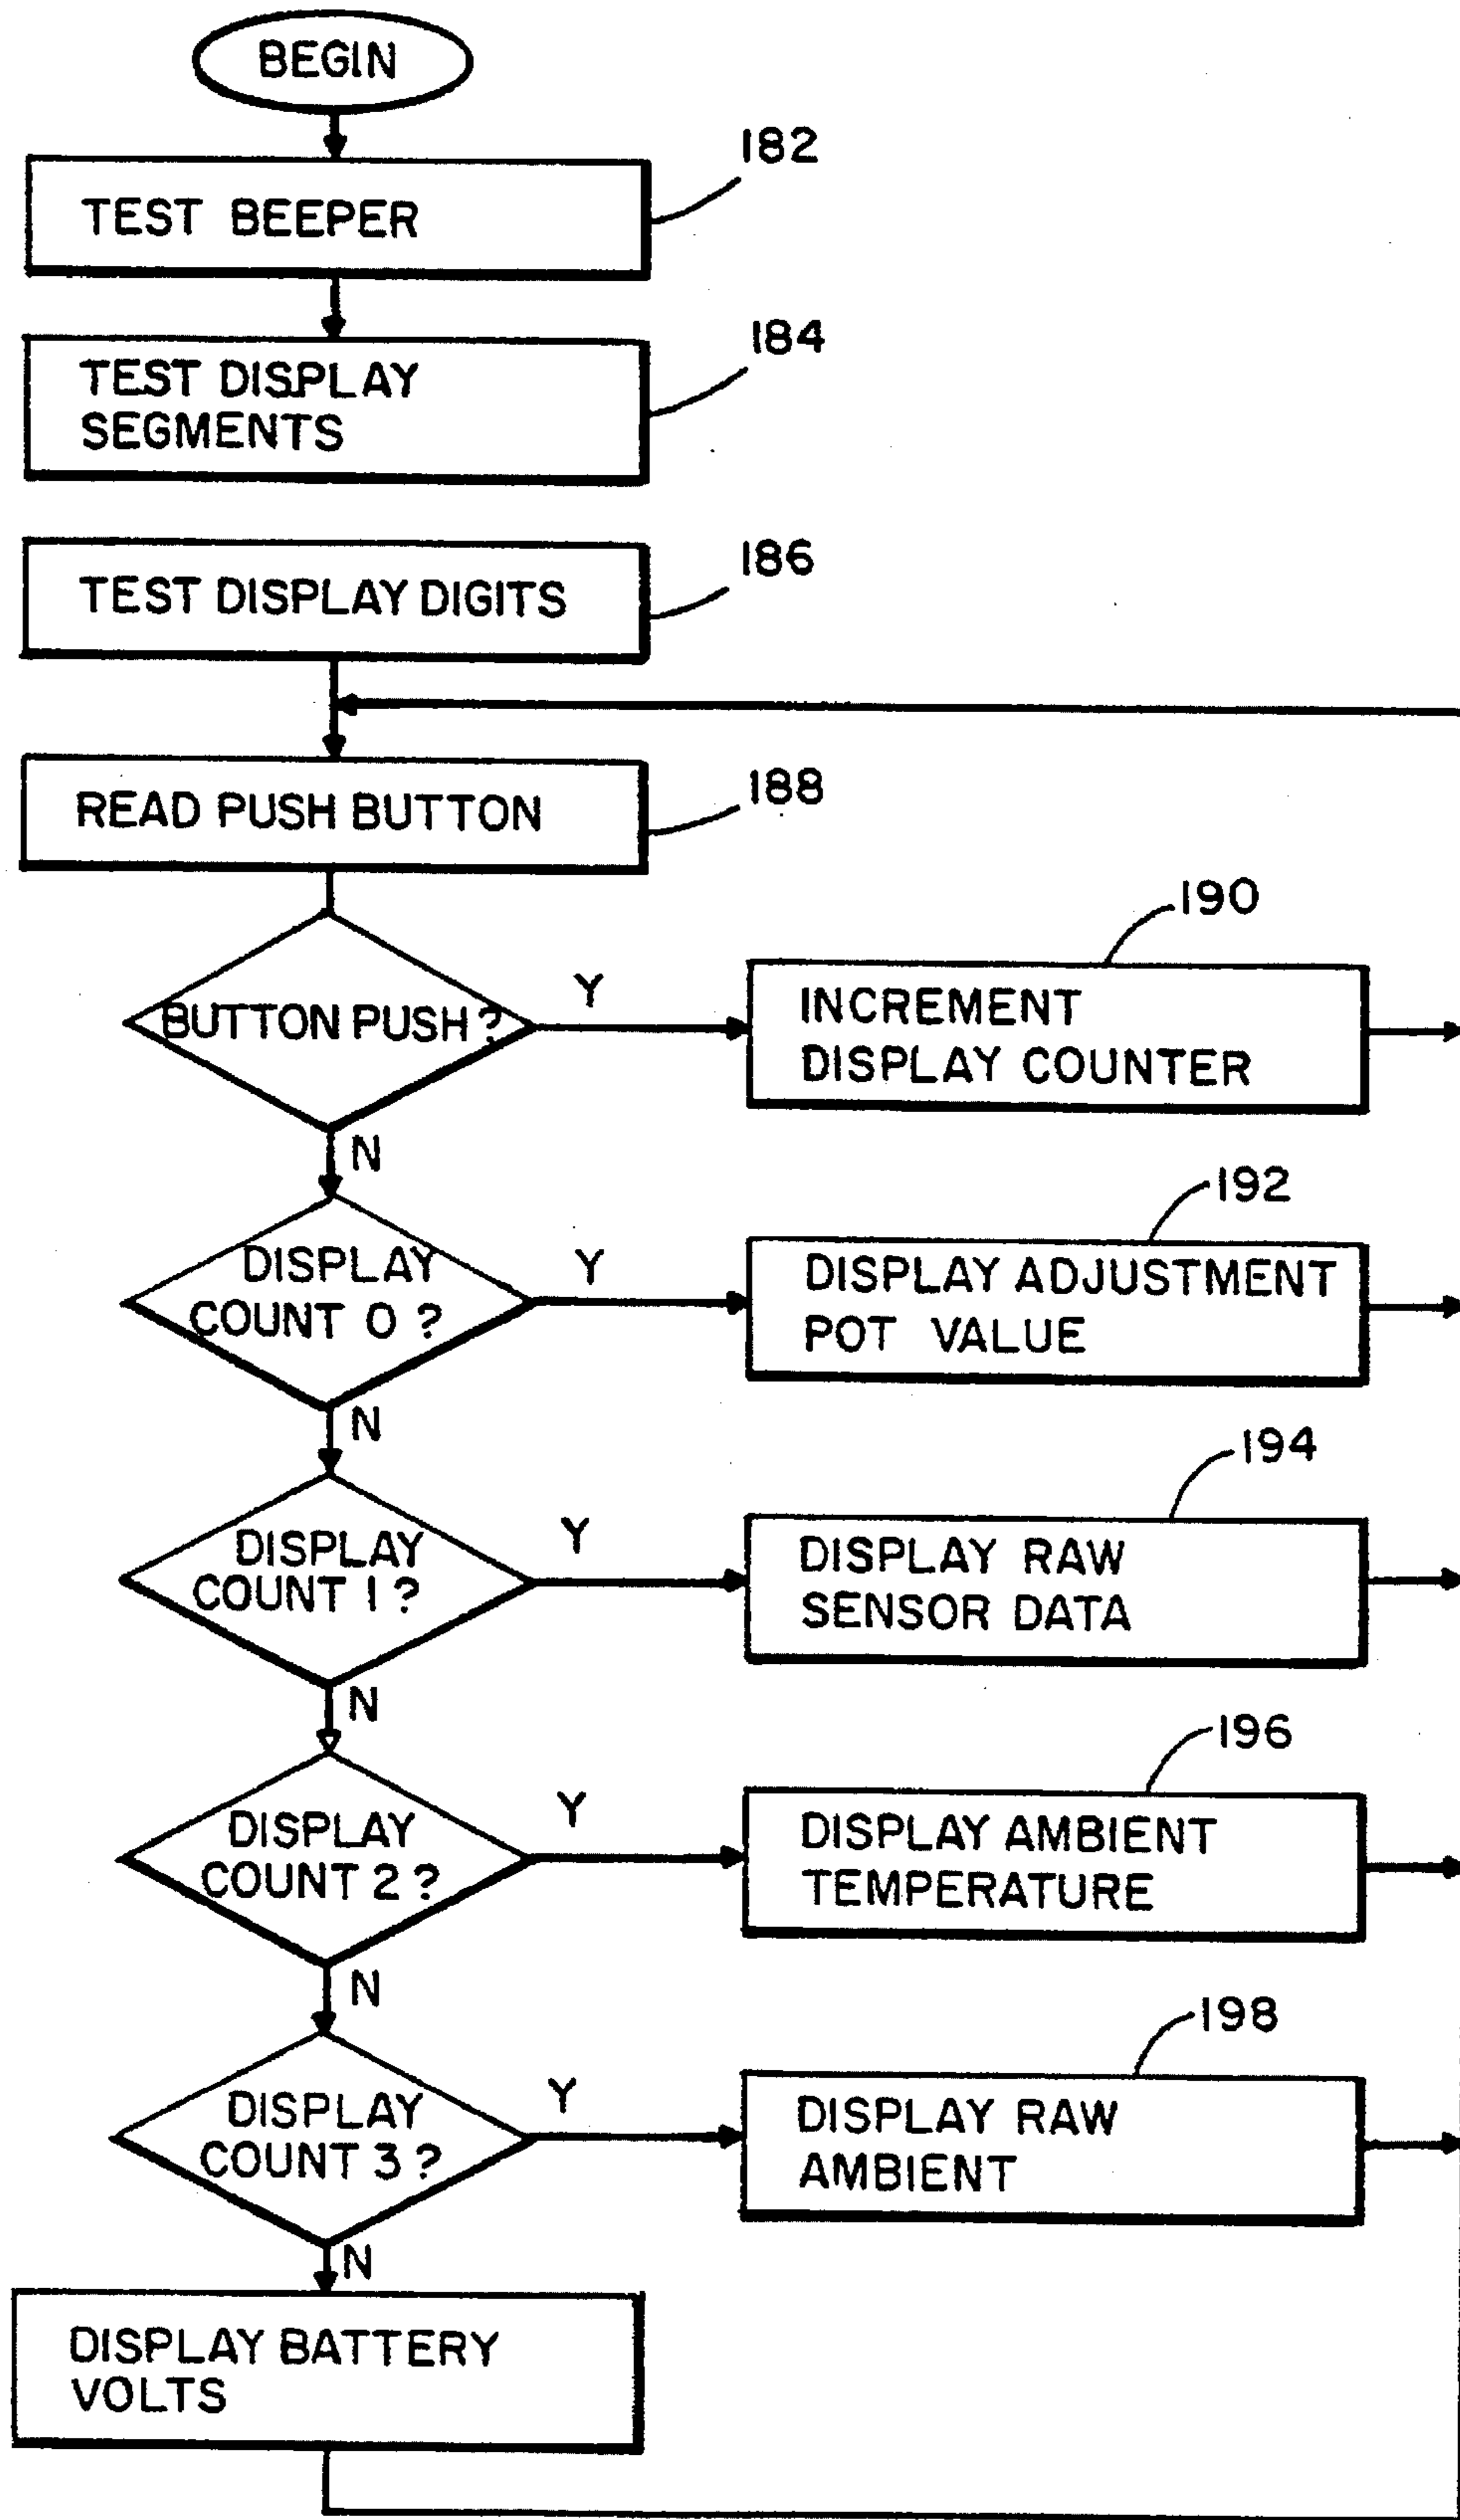 BEGIN
182
TEST BEEPER
184
TEST DISPLAY
SEGMENTS
186
TEST DISPLAY DIGITS
188
READ PUSH BUTTON
190
BUTTON PUSH?
Y
INCREMENT
DISPLAY COUNTER
N
192
DISPLAY
COUNT 0?
Y
DISPLAY ADJUSTMENT
POT VALUE
N
194
DISPLAY
COUNT 1?
Y
DISPLAY RAW
SENSOR DATA
N
196
DISPLAY
COUNT 2?
Y
DISPLAY AMBIENT
TEMPERATURE
N
198
DISPLAY
COUNT 3?
Y
DISPLAY RAW
AMBIENT
N
DISPLAY BATTERY
VOLTS